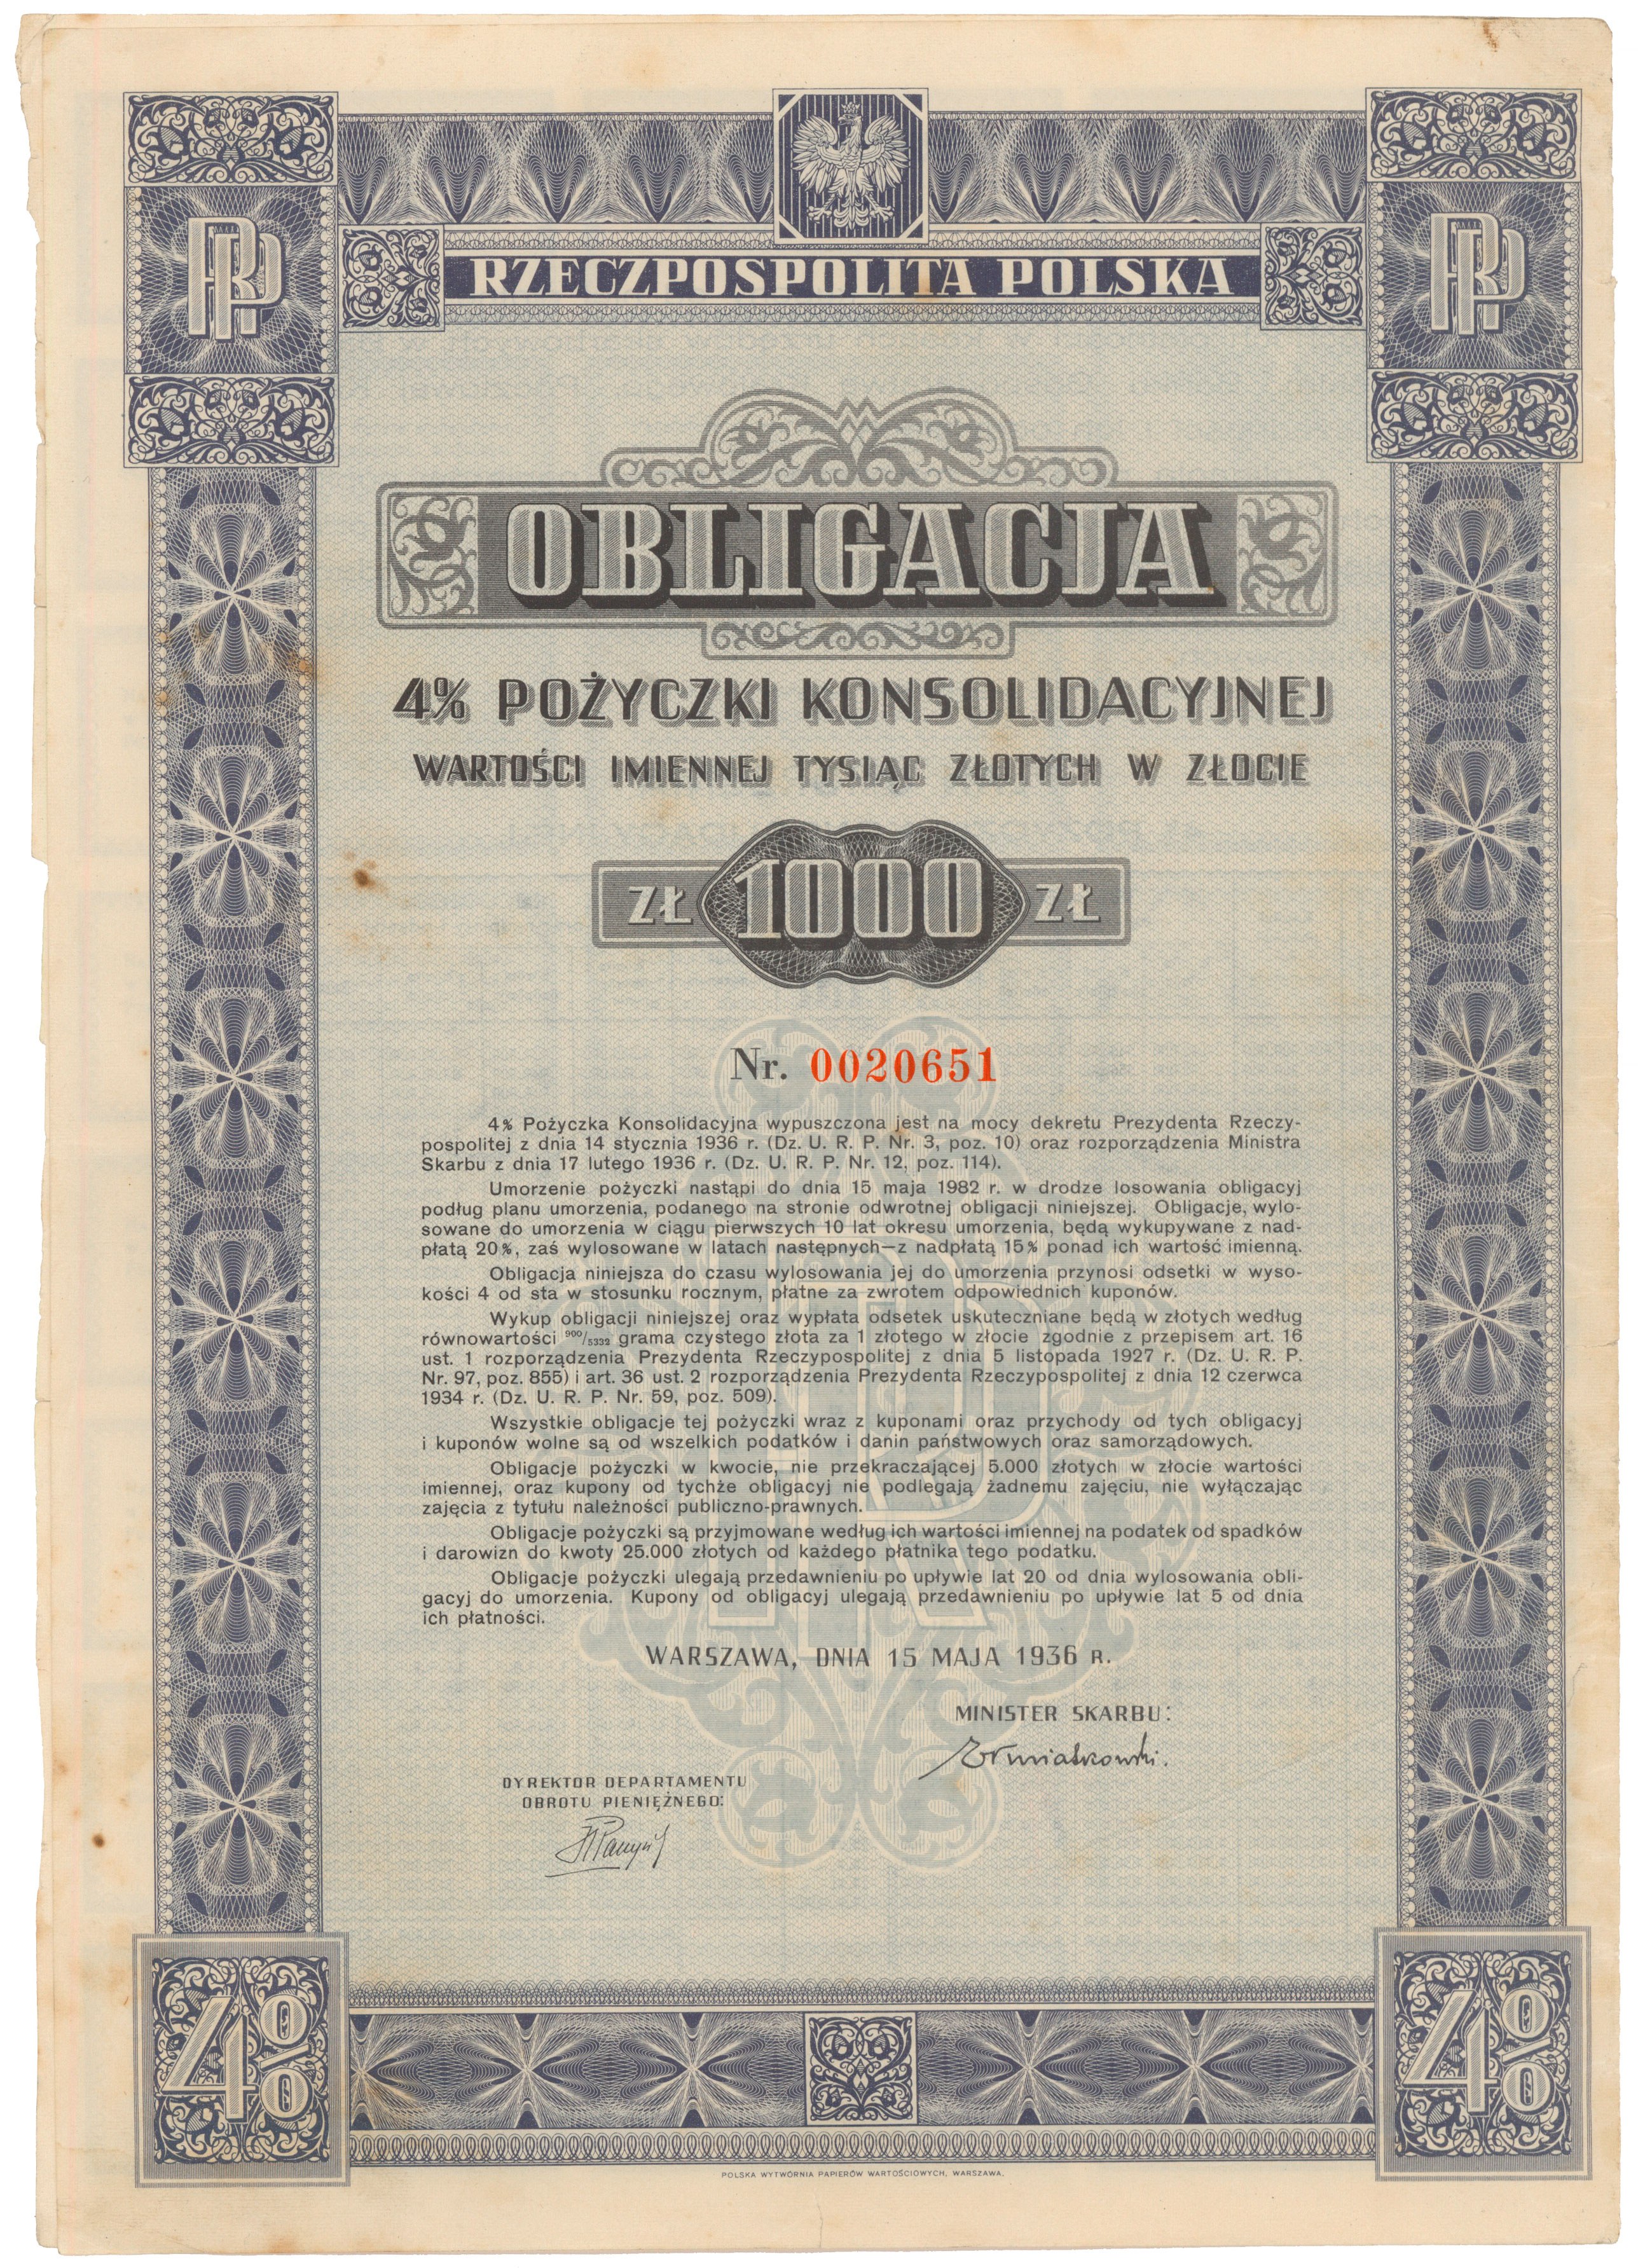 RP
RP
RZECZPOSPOLITA POLSKA
OBLIGACJA
4% POŻYCZKI KONSOLIDACYJNEJ
WARTOŚCI IMIENNEJ TYSIĄC ZŁOTYCH W ZŁOCIE
ZŁ 1000 ZŁ
Nr. 0020651
4% Pożyczka Konsolidacyjna wypuszczona jest na mocy dekretu Prezydenta Rzeczy-
pospolitej z dnia 14 stycznia 1936 r. (Dz. U. R. P. Nr. 3, poz. 10) oraz rozporządzenia Ministra
Skarbu z dnia 17 lutego 1936 r. (Dz. U. R. P. Nr. 12, poz. 114).
Umorzenie pożyczki nastąpi do dnia 15 maja 1982 r. w drodze losowania obligacyj
podług planu umorzenia, podanego na stronie odwrotnej obligacji niniejszej. Obligacje, wylo-
sowane do umorzenia w ciągu pierwszych 10 lat okresu umorzenia, będą wykupywane z nad-
płatą 20%, zaś wylosowane w latach następnych—z nadpłatą 15% ponad ich wartość imienną.
Obligacja niniejsza do czasu wylosowania jej do umorzenia przynosi odsetki w wyso-
kości 4 od sta w stosunku rocznym, płatne za zwrotem odpowiednich kuponów.
Wykup obligacji niniejszej oraz wypłata odsetek uskuteczniane będą w złotych według
równowartości 900/5332 grama czystego złota za 1 złotego w złocie zgodnie z przepisem art. 16
ust. 1 rozporządzenia Prezydenta Rzeczypospolitej z dnia 5 listopada 1927 r. (Dz. U. R. P.
Nr. 97, poz. 855) i art. 36 ust. 2 rozporządzenia Prezydenta Rzeczypospolitej z dnia 12 czerwca
1934 r. (Dz. U. R. P. Nr. 59, poz. 509).
Wszystkie obligacje tej pożyczki wraz z kuponami oraz przychody od tych obligacyj
i kuponów wolne są od wszelkich podatków i danin państwowych oraz samorządowych.
Obligacje pożyczki w kwocie, nie przekraczającej 5.000 złotych w złocie wartości
imiennej, oraz kupony od tychże obligacyj nie podlegają żadnemu zajęciu, nie wyłączając
zajęcia z tytułu należności publiczno-prawnych.
Obligacje pożyczki są przyjmowane według ich wartości imiennej na podatek od spadków
i darowizn do kwoty 25.000 złotych od każdego płatnika tego podatku.
Obligacje pożyczki ulegają przedawnieniu po upływie lat 20 od dnia wylosowania obli-
gacyj do umorzenia. Kupony od obligacyj ulegają przedawnieniu po upływie lat 5 od dnia
ich płatności.
WARSZAWA, DNIA 15 MAJA 1936 R.
MINISTER SKARBU:
DYREKTOR DEPARTAMENTU
OBROTU PIENIĘŻNEGO:
4%
4%
POLSKA WYTWÓRNIA PAPIERÓW WARTOŚCIOWYCH, WARSZAWA.